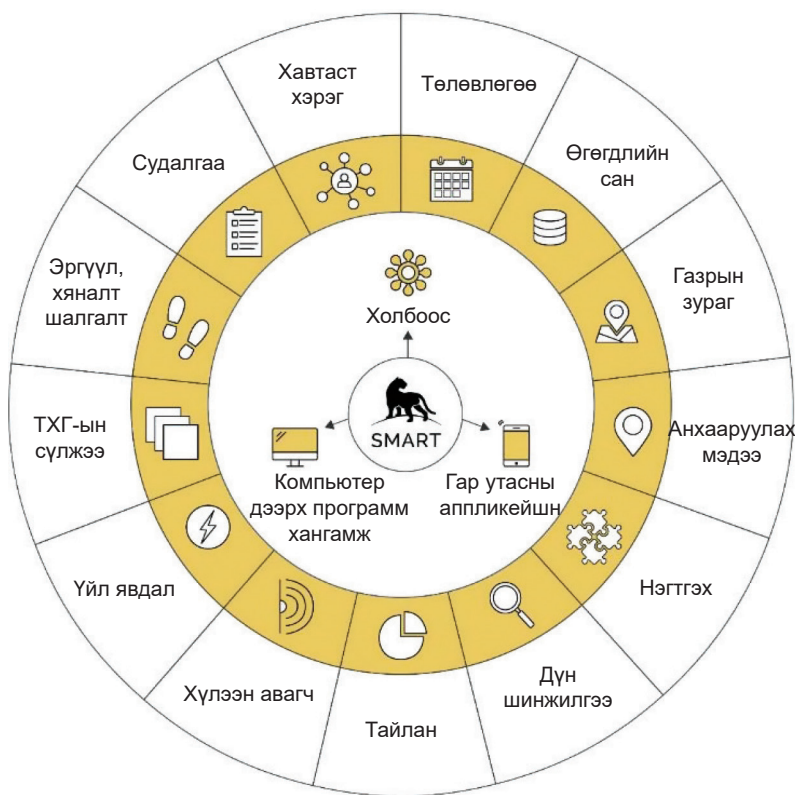 Хавтаст
хэрэг
Төлөвлөгөө
Өгөгдлийн
сан
Газрын
зураг
Анхааруулах
мэдээ
Нэгтгэх
Дүн
шинжилгээ
Тайлан
Хүлээн авагч
Үйл явдал
ТХГ-ын
сүлжээ
Эргүүл,
хяналт
шалгалт
Судалгаа
Холбоос
SMART
Компьютер
дээрх программ
хангамж
Гар утасны
аппликейшн